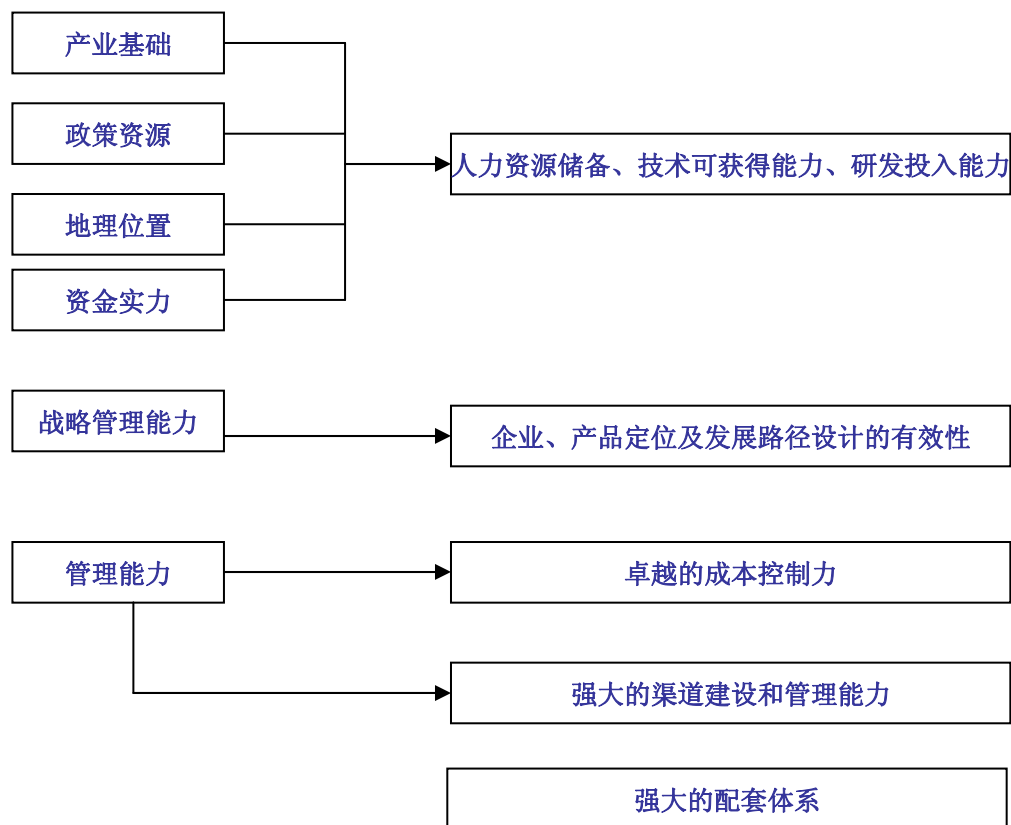 产业基础
政策资源
人力资源储备、技术可获得能力、研发投入能力
地理位置
资金实力
战略管理能力
企业、产品定位及发展路径设计的有效性
管理能力
卓越的成本控制力
强大的渠道建设和管理能力
强大的配套体系